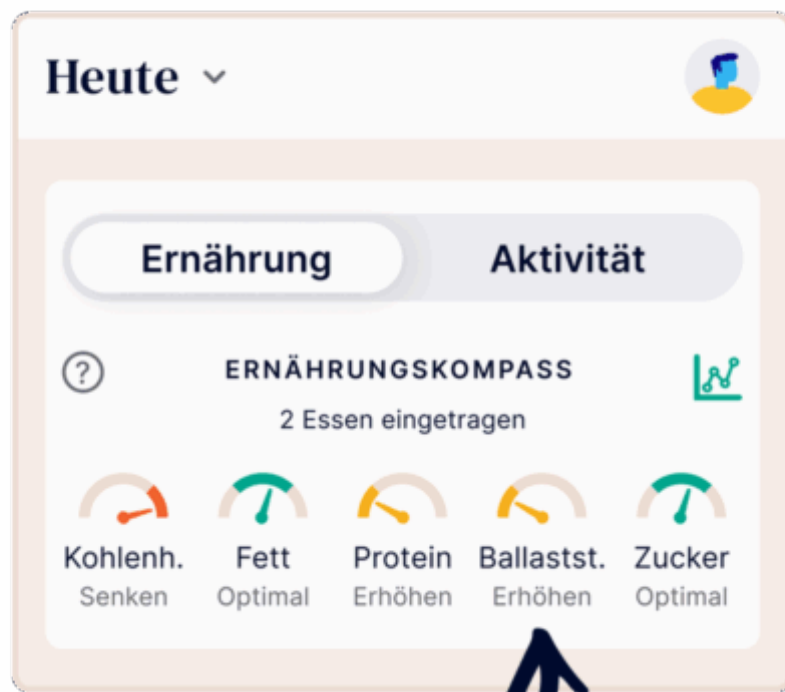 Heute
Ernährung Aktivität
?
ERNÄHRUNGSKOMPASS
2 Essen eingetragen
Kohlenh. Fett Protein Ballastst. Zucker
Senken Optimal Erhöhen Erhöhen Optimal